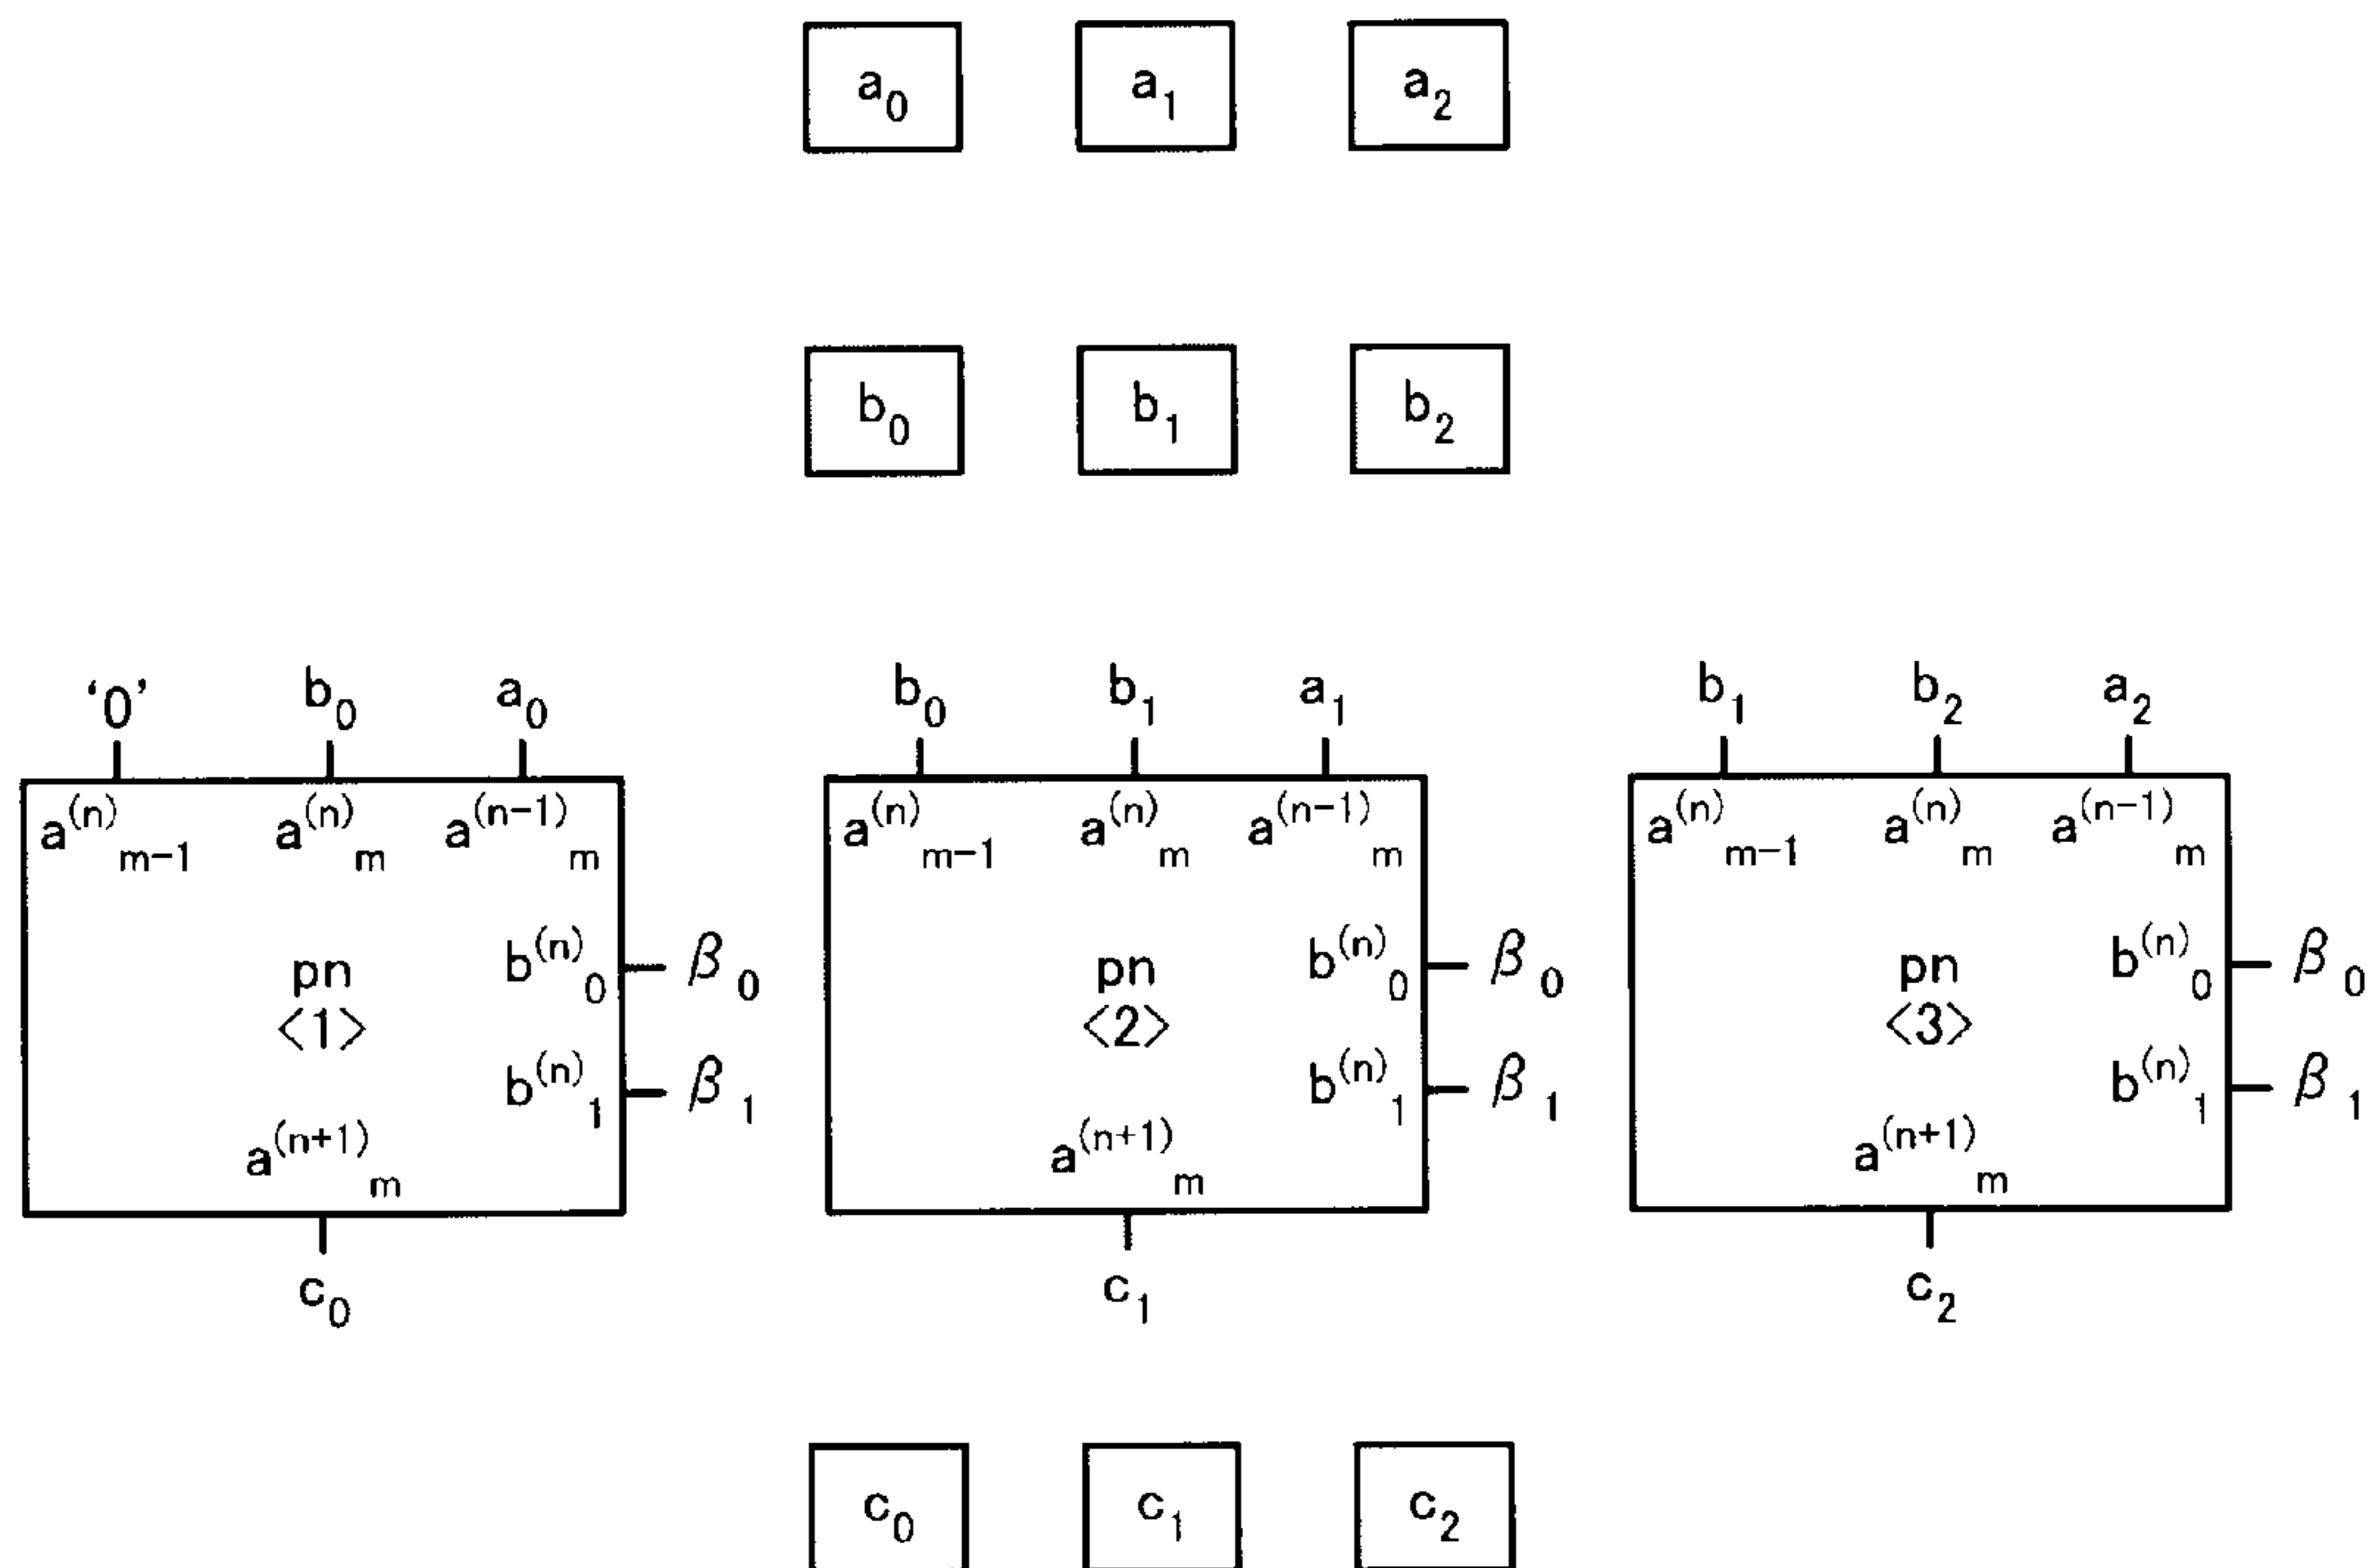 a₀ a₁ a₂
b₀ b₁ b₂
‘0’ b₀ a₀ b₀ b₁ a₁ b₁ b₂ a₂
a⁽ⁿ⁾ₘ₋₁ a⁽ⁿ⁾ₘ a⁽ⁿ⁻¹⁾ₘ a⁽ⁿ⁾ₘ₋₁ a⁽ⁿ⁾ₘ a⁽ⁿ⁻¹⁾ₘ a⁽ⁿ⁾ₘ₋₁ a⁽ⁿ⁾ₘ a⁽ⁿ⁻¹⁾ₘ
pn b⁽ⁿ⁾₀ β₀ pn b⁽ⁿ⁾₀ β₀ pn b⁽ⁿ⁾₀ β₀
<1> <2> <3>
b⁽ⁿ⁾₁ β₁ b⁽ⁿ⁾₁ β₁ b⁽ⁿ⁾₁ β₁
a⁽ⁿ⁺¹⁾ₘ a⁽ⁿ⁺¹⁾ₘ a⁽ⁿ⁺¹⁾ₘ
c₀ c₁ c₂
c₀ c₁ c₂